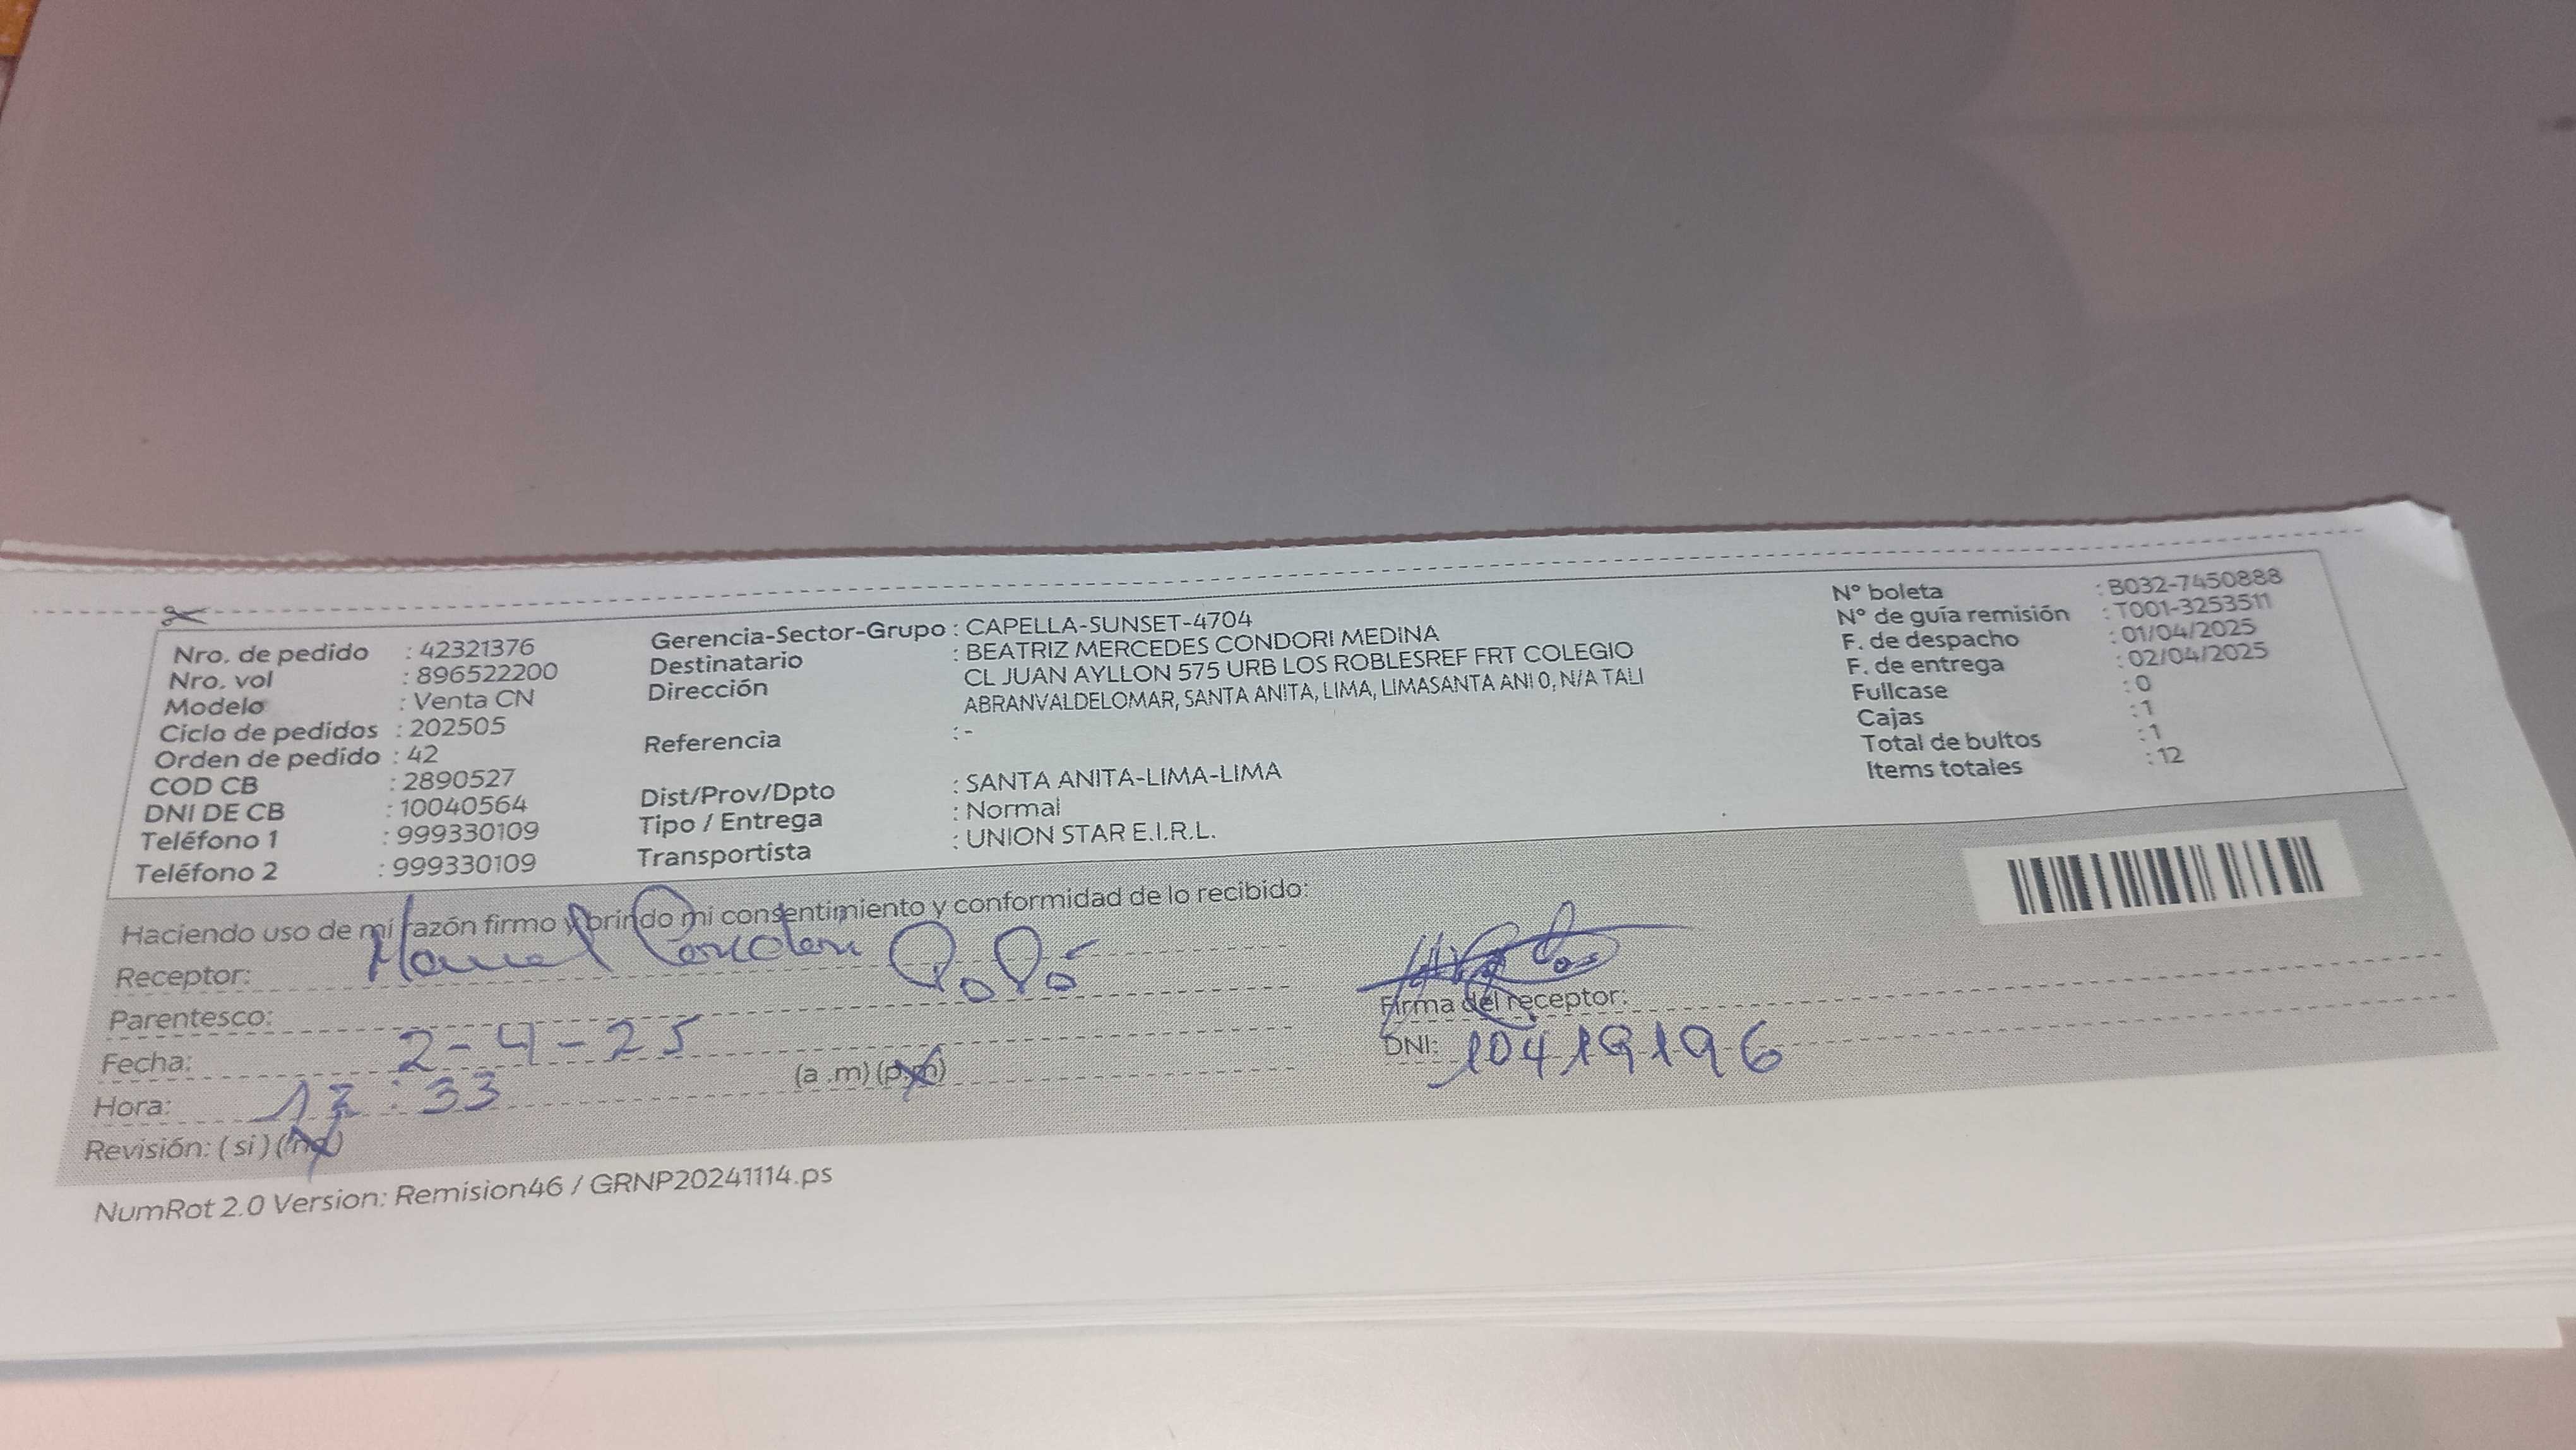 Nro. de pedido : 42321376
Nro. vol : 896522200
Modelo : Venta CN
Ciclo de pedidos : 202505
Orden de pedido : 42
COD CB : 2890527
DNI DE CB : 10040564
Teléfono 1 : 999330109
Teléfono 2 : 999330109
Gerencia-Sector-Grupo : CAPELLA-SUNSET-4704
Destinatario : BEATRIZ MERCEDES CONDORI MEDINA
Dirección CL JUAN AYLLON 575 URB LOS ROBLESREF FRT COLEGIO
ABRANVALDELOMAR, SANTA ANITA, LIMA, LIMASANTA ANI 0, N/A TALI
Referencia : -
Dist/Prov/Dpto : SANTA ANITA-LIMA-LIMA
Tipo / Entrega : Normal
Transportista : UNION STAR E.I.R.L.
N° boleta : B032-7450888
N° de guía remisión : T001-3253511
F. de despacho : 01/04/2025
F. de entrega : 02/04/2025
Fullcase : 0
Cajas : 1
Total de bultos : 1
Items totales : 12
Haciendo uso de mi razón firmo y brindo mi consentimiento y conformidad de lo recibido:
Receptor: Manuel Condori Papá
Parentesco:
Fecha: 2-4-25
Hora: :33 (a .m) (p.m)
Revisión: ( si ) ( no )
Firma del receptor:
DNI: 10419196
NumRot 2.0 Version: Remision46 / GRNP20241114.ps